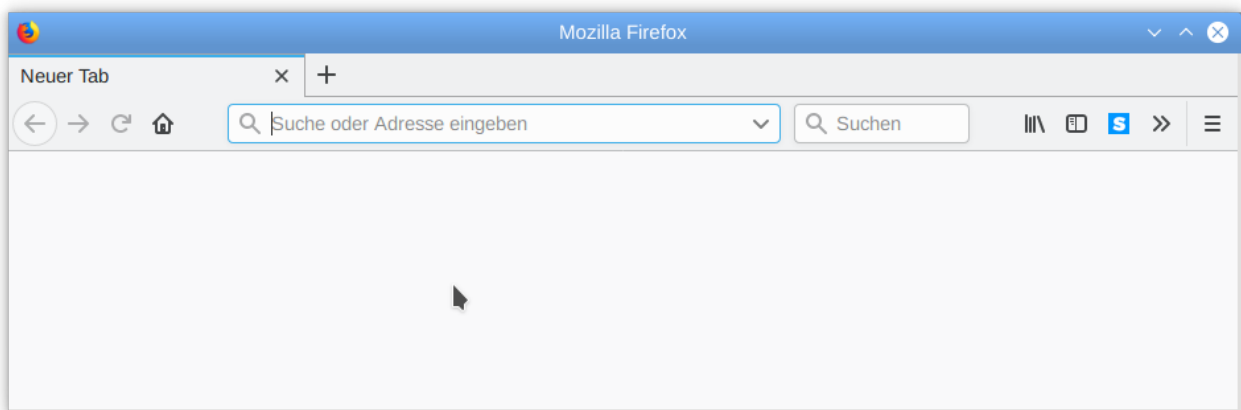 Mozilla Firefox
Neuer Tab
Suche oder Adresse eingeben
Suchen
S